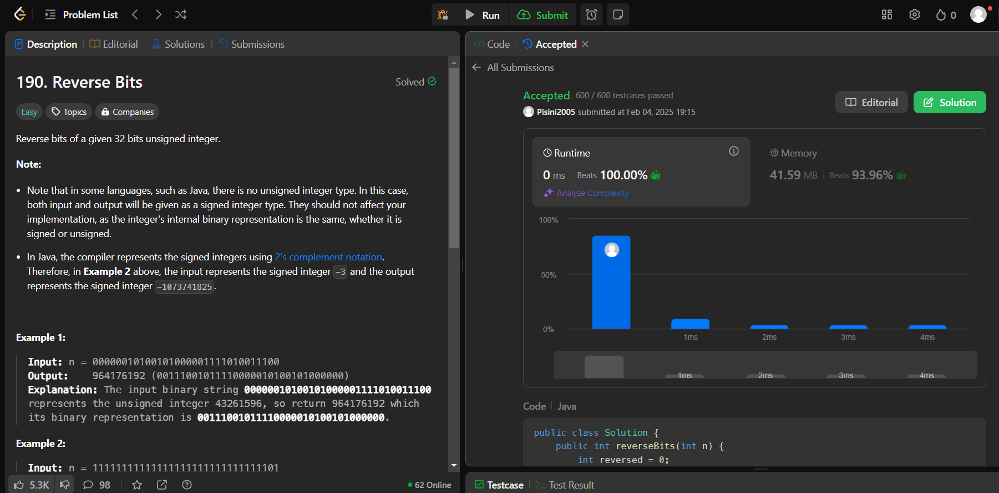 Problem List
Run
Submit
0
Description
Editorial
Solutions
Submissions
190. Reverse Bits
Solved
Easy
Topics
Companies
Reverse bits of a given 32 bits unsigned integer.
Note:
• Note that in some languages, such as Java, there is no unsigned integer type. In this case,
both input and output will be given as a signed integer type. They should not affect your
implementation, as the integer's internal binary representation is the same, whether it is
signed or unsigned.
• In Java, the compiler represents the signed integers using 2's complement notation.
Therefore, in Example 2 above, the input represents the signed integer -3 and the output
represents the signed integer -1073741825.
Example 1:
Input: n = 00000010100101000001111010011100
Output:    964176192 (00111001011110000010100101000000)
Explanation: The input binary string 00000010100101000001111010011100
represents the unsigned integer 43261596, so return 964176192 which
its binary representation is 00111001011110000010100101000000.
Example 2:
Input: n = 11111111111111111111111111111101
5.3K
98
62 Online
</> Code
Accepted
All Submissions
Accepted 600 / 600 testcases passed
Pisini2005 submitted at Feb 04, 2025 19:15
Editorial
Solution
Runtime
0 ms | Beats 100.00%
Analyze Complexity
Memory
41.59 MB | Beats 93.96%
100%
50%
0%
1ms 2ms 3ms 4ms
1ms 2ms 3ms 4ms
Code | Java
public class Solution {
    public int reverseBits(int n) {
        int reversed = 0;
Testcase
>_ Test Result